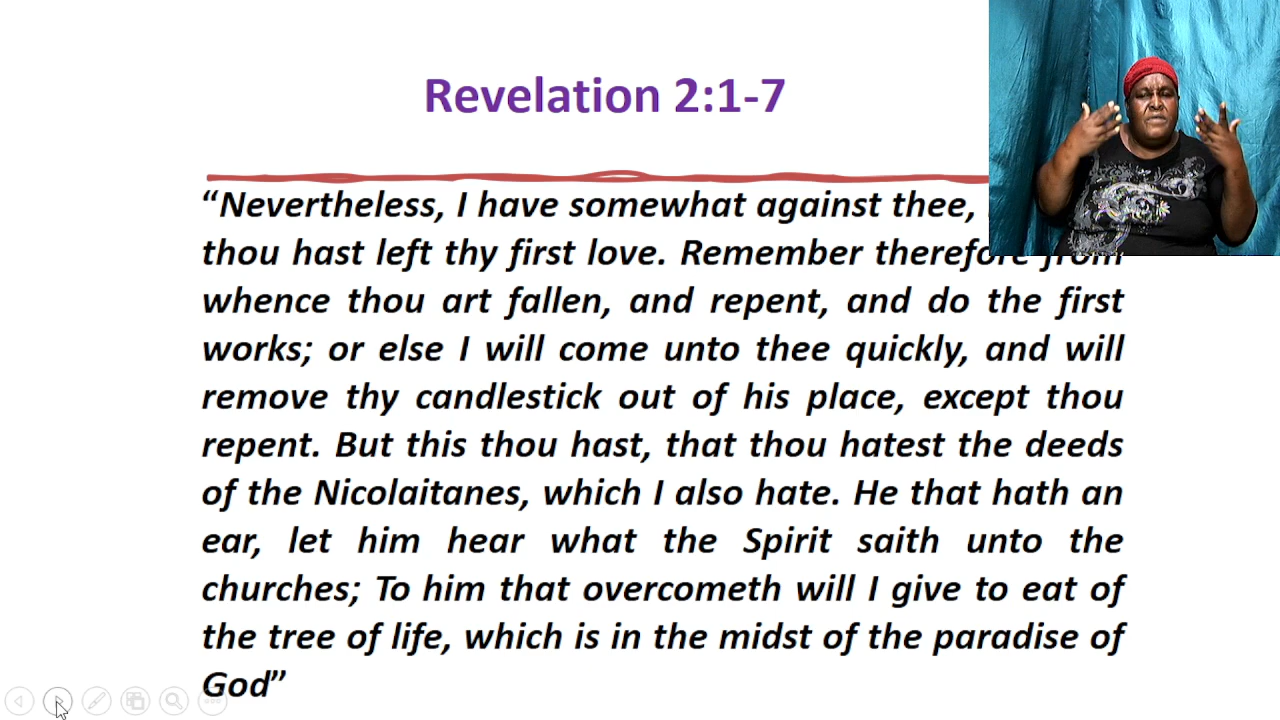 Revelation 2:1-7
“Nevertheless, I have somewhat against thee,
thou hast left thy first love. Remember therefore from
whence thou art fallen, and repent, and do the first
works; or else I will come unto thee quickly, and will
remove thy candlestick out of his place, except thou
repent. But this thou hast, that thou hatest the deeds
of the Nicolaitanes, which I also hate. He that hath an
ear, let him hear what the Spirit saith unto the
churches; To him that overcometh will I give to eat of
the tree of life, which is in the midst of the paradise of
God”